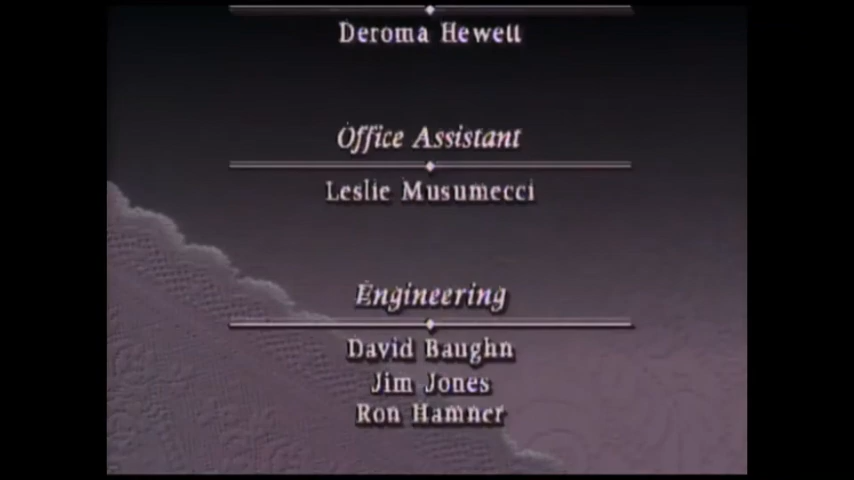 Deroma Hewett
Office Assistant
Leslie Musumecci
Engineering
David Baughn
Jim Jones
Ron Hamner